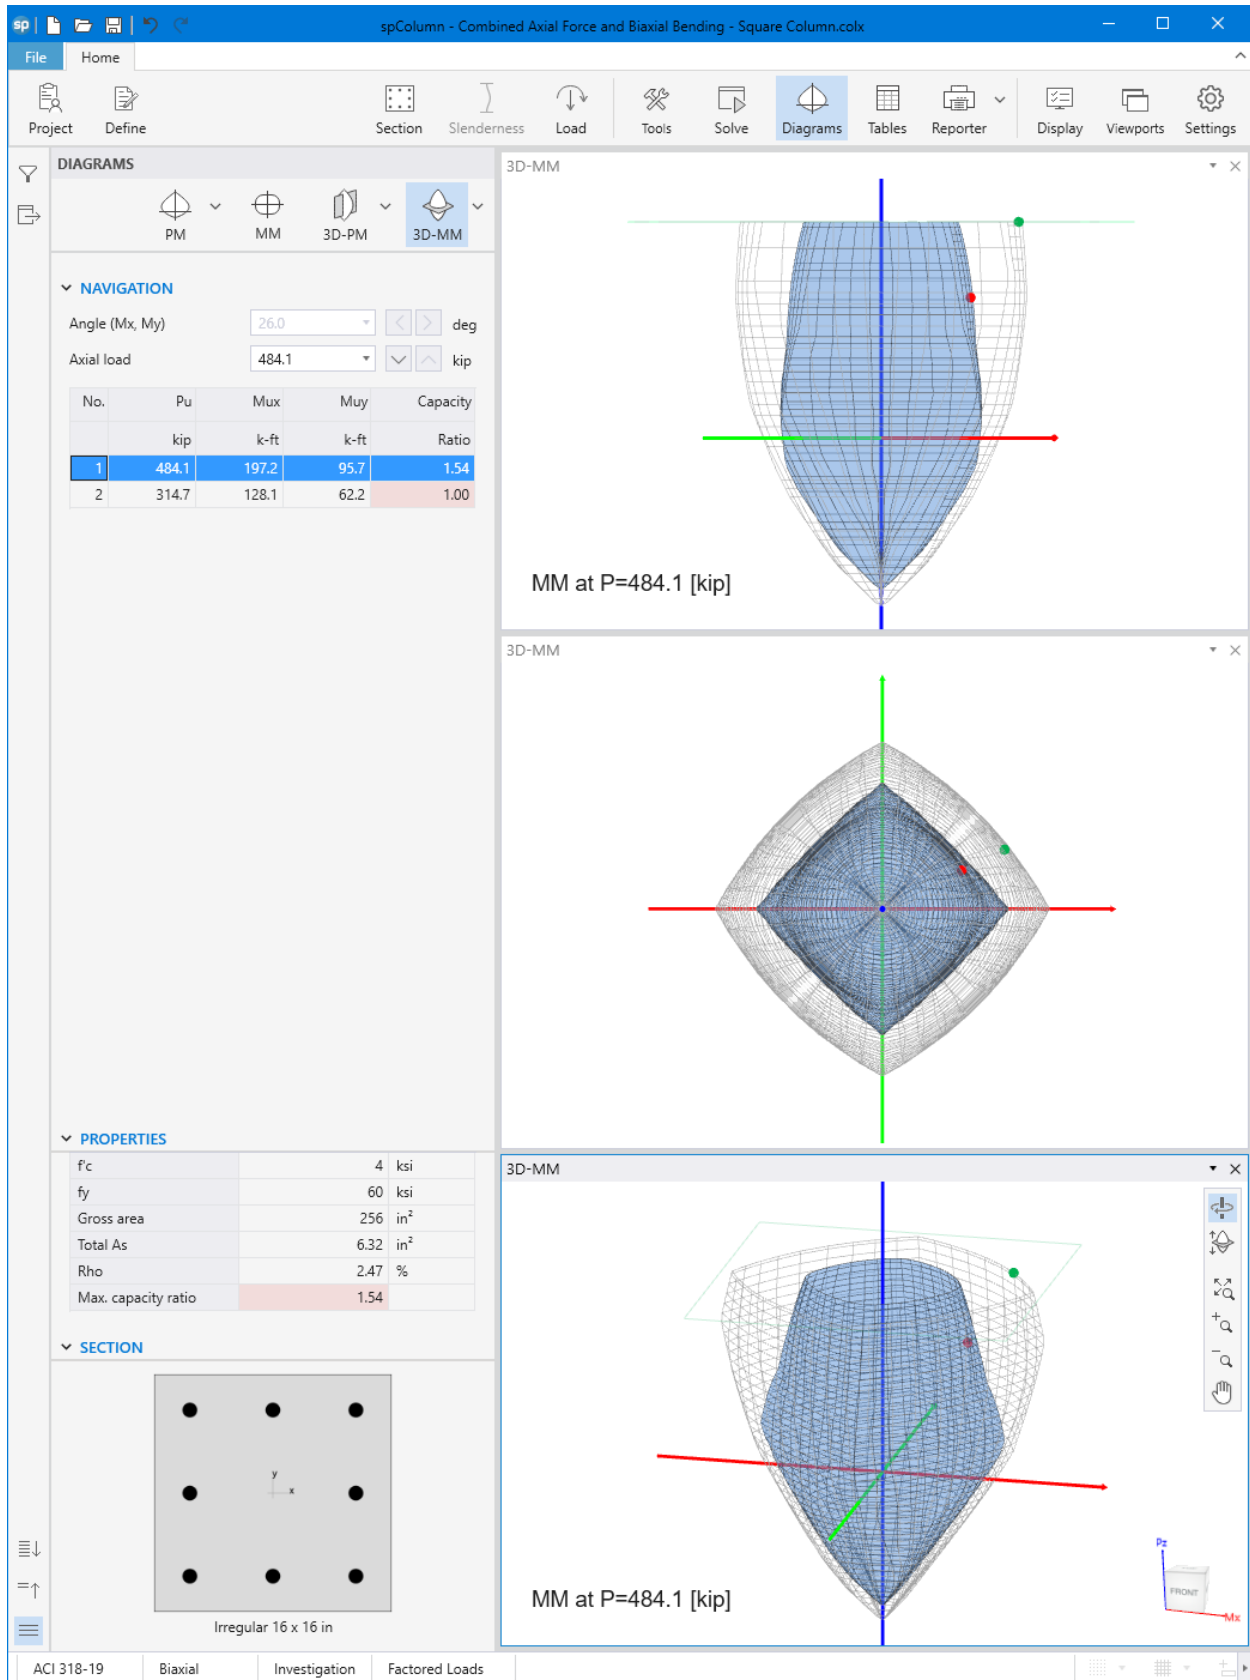 sp spColumn - Combined Axial Force and Biaxial Bending - Square Column.colx
File Home
Project Define Section Slenderness Load Tools Solve Diagrams Tables Reporter Display Viewports Settings
DIAGRAMS
PM MM 3D-PM 3D-MM
NAVIGATION
Angle (Mx, My) 26.0 deg
Axial load 484.1 kip
No. Pu Mux Muy Capacity
kip k-ft k-ft Ratio
1 484.1 197.2 95.7 1.54
2 314.7 128.1 62.2 1.00
PROPERTIES
f'c 4 ksi
fy 60 ksi
Gross area 256 in²
Total As 6.32 in²
Rho 2.47 %
Max. capacity ratio 1.54
SECTION
y
x
Irregular 16 x 16 in
3D-MM
MM at P=484.1 [kip]
3D-MM
3D-MM
MM at P=484.1 [kip]
Pz
FRONT
Mx
ACI 318-19 Biaxial Investigation Factored Loads